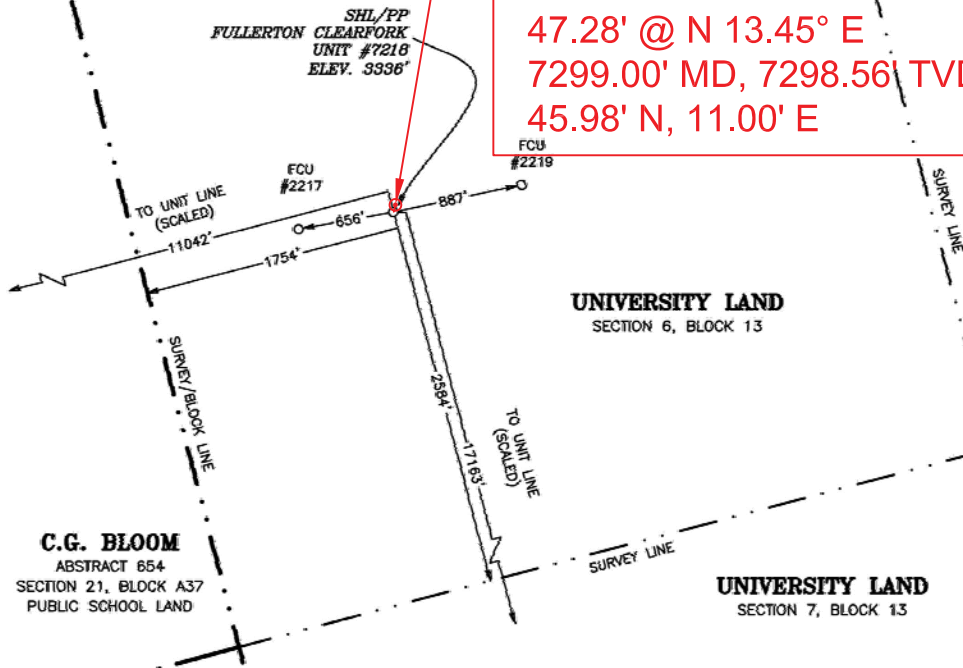 SHL/PP
FULLERTON CLEARFORK
UNIT #7218
ELEV. 3336'
47.28' @ N 13.45° E
7299.00' MD, 7298.56' TVD
45.98' N, 11.00' E
FCU
#2217
FCU
#2219
TO UNIT LINE
(SCALED)
11042'
656'
887'
1754'
SURVEY LINE
UNIVERSITY LAND
SECTION 6, BLOCK 13
SURVEY/BLOCK LINE
2584'
17163'
TO UNIT LINE
(SCALED)
C.G. BLOOM
ABSTRACT 654
SECTION 21, BLOCK A37
PUBLIC SCHOOL LAND
SURVEY LINE
UNIVERSITY LAND
SECTION 7, BLOCK 13